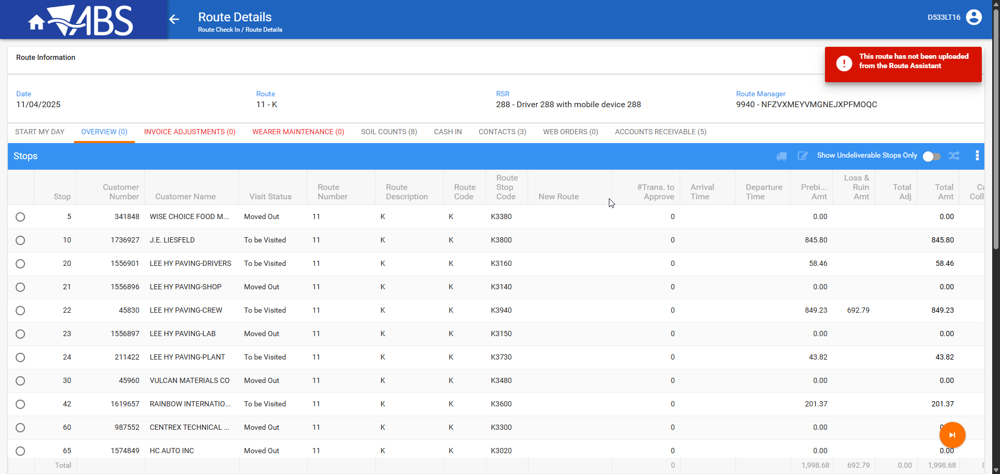 ABS
Route Details
Route Check In / Route Details
D533LT16
Route Information
This route has not been uploaded
from the Route Assistant
Date
11/04/2025
Route
11 - K
RSR
288 - Driver 288 with mobile device 288
Route Manager
9940 - NFZVXMEYVMGNEJXPFMOQC
START MY DAY OVERVIEW (0) INVOICE ADJUSTMENTS (0) WEARER MAINTENANCE (0) SOIL COUNTS (8) CASH IN CONTACTS (3) WEB ORDERS (0) ACCOUNTS RECEIVABLE (5)
Stops
Show Undeliverable Stops Only
Stop Customer Number Customer Name Visit Status Route Number Route Description Route Code Route Stop Code New Route #Trans. to Approve Arrival Time Departure Time Prebi... Amt Loss & Ruin Amt Total Adj Total Amt Ca Coll
5 341848 WISE CHOICE FOOD M... Moved Out 11 K K K3380 0 0.00 0.00
10 1736927 J.E. LIESFELD To be Visited 11 K K K3800 0 845.80 845.80
20 1556901 LEE HY PAVING-DRIVERS To be Visited 11 K K K3160 0 58.46 58.46
21 1556896 LEE HY PAVING-SHOP Moved Out 11 K K K3140 0 0.00 0.00
22 45830 LEE HY PAVING-CREW To be Visited 11 K K K3940 0 849.23 692.79 849.23
23 1556897 LEE HY PAVING-LAB Moved Out 11 K K K3150 0 0.00 0.00
24 211422 LEE HY PAVING-PLANT To be Visited 11 K K K3730 0 43.82 43.82
30 45960 VULCAN MATERIALS CO Moved Out 11 K K K3480 0 0.00 0.00
42 1619657 RAINBOW INTERNATIO... To be Visited 11 K K K3600 0 201.37 201.37
60 987552 CENTREX TECHNICAL ... Moved Out 11 K K K3300 0 0.00
65 1574849 HC AUTO INC Moved Out 11 K K K3020 0 0.00 0.00
Total 0 1,998.68 692.79 0.00 1,998.68